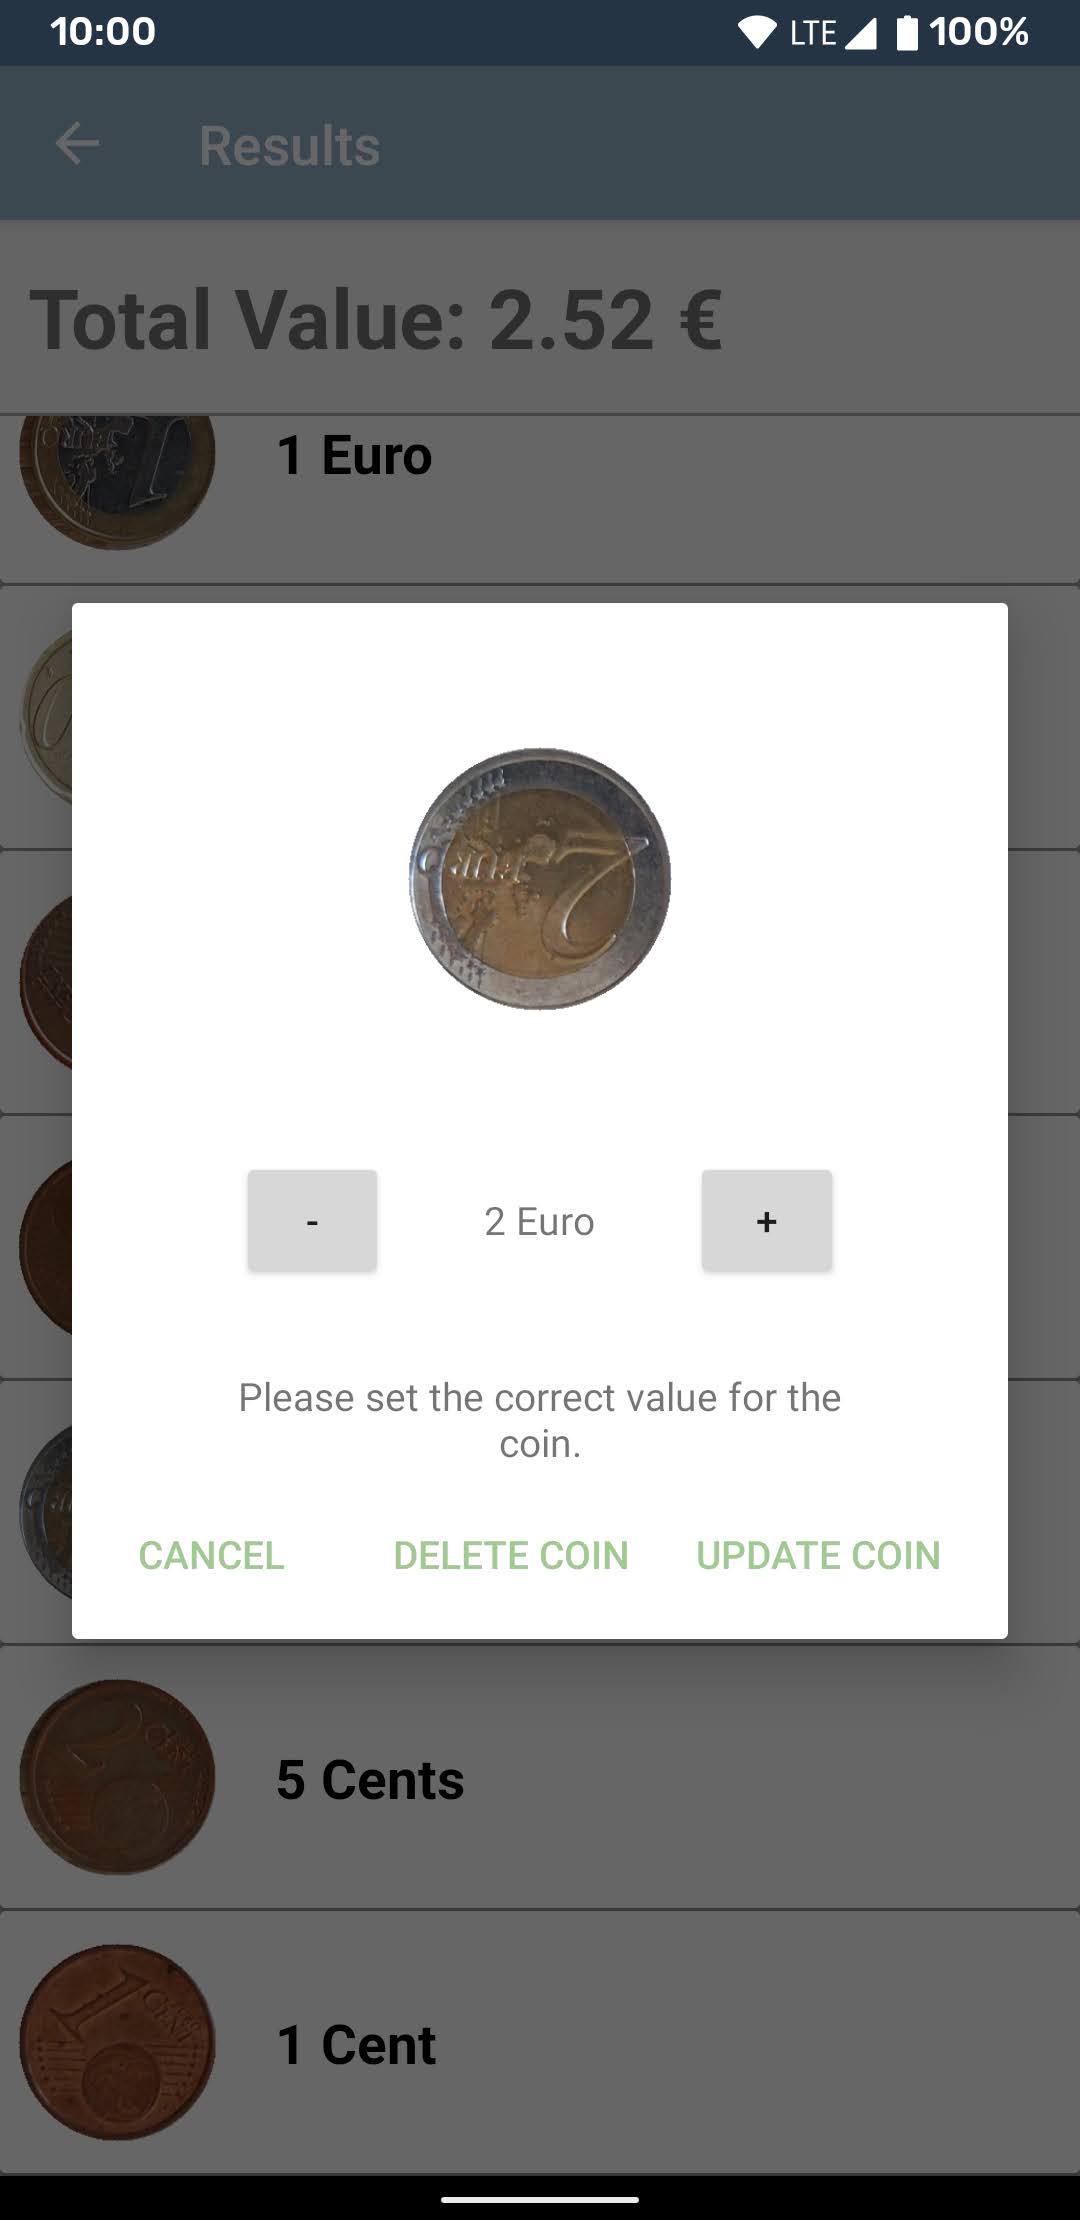 10:00 LTE 100%
Results
Total Value: 2.52 €
1 Euro
2
- 2 Euro +
Please set the correct value for the
coin.
CANCEL DELETE COIN UPDATE COIN
5 Cents
1 Cent